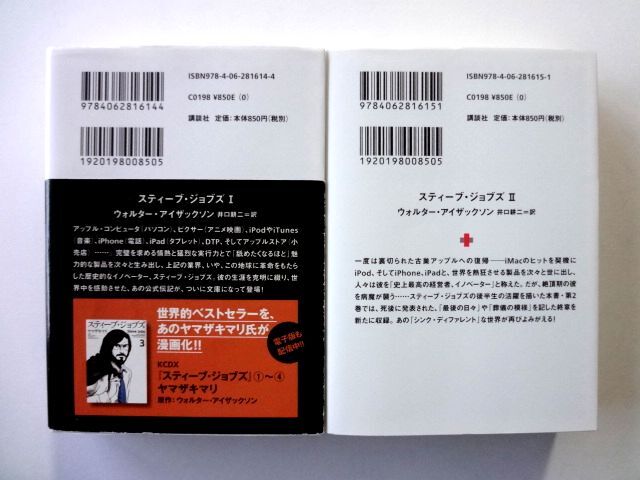 ISBN978-4-06-281614-4
9784062816144
C0198 ¥850E (0)
講談社 定価:本体850円(税別)
1920198008505
スティーブ・ジョブズ I
ウォルター・アイザックソン 井口耕二=訳
アップル・コンピュータ(パソコン)、ピクサー(アニメ映画)、iPodやiTunes
(音楽)、iPhone(電話)、iPad(タブレット)、DTP、そしてアップルストア(小
売店)……。完璧を求める情熱と猛烈な実行力とで「舐めたくなるほど」魅
力的な製品を次々と生み出し、上記の業界、いや、この地球に革命をもたら
した歴史的なイノベーター、スティーブ・ジョブズ。彼の生涯を克明に綴り、世
界中を感動させた、あの公式伝記が、ついに文庫になって登場!
世界的ベストセラーを、
あのヤマザキマリ氏が
漫画化!!
電子版も
配信中!!
KCDX
『スティーブ・ジョブズ』①〜④
ヤマザキマリ
原作:ウォルター・アイザックソン
スティーブ・ジョブズ
ヤマザキマリ
3
ISBN978-4-06-281615-1
9784062816151
C0198 ¥850E (0)
講談社 定価:本体850円(税別)
1920198008505
スティーブ・ジョブズ II
ウォルター・アイザックソン 井口耕二=訳
一度は裏切られた古巣アップルへの復帰――iMacのヒットを契機に
iPod、そしてiPhone、iPadと、世界を熱狂させる製品を次々と世に出し、
人々は彼を「史上最高の経営者、イノベーター」と称えた。だが、絶頂期の彼
を病魔が襲う……スティーブ・ジョブズの後半生の活躍を描いた本書・第2
巻では、死後に発表された、「最後の日々」や「葬儀の模様」を記した終章を
新たに収録。あの「シンク・ディファレント」な世界が再びよみがえる!